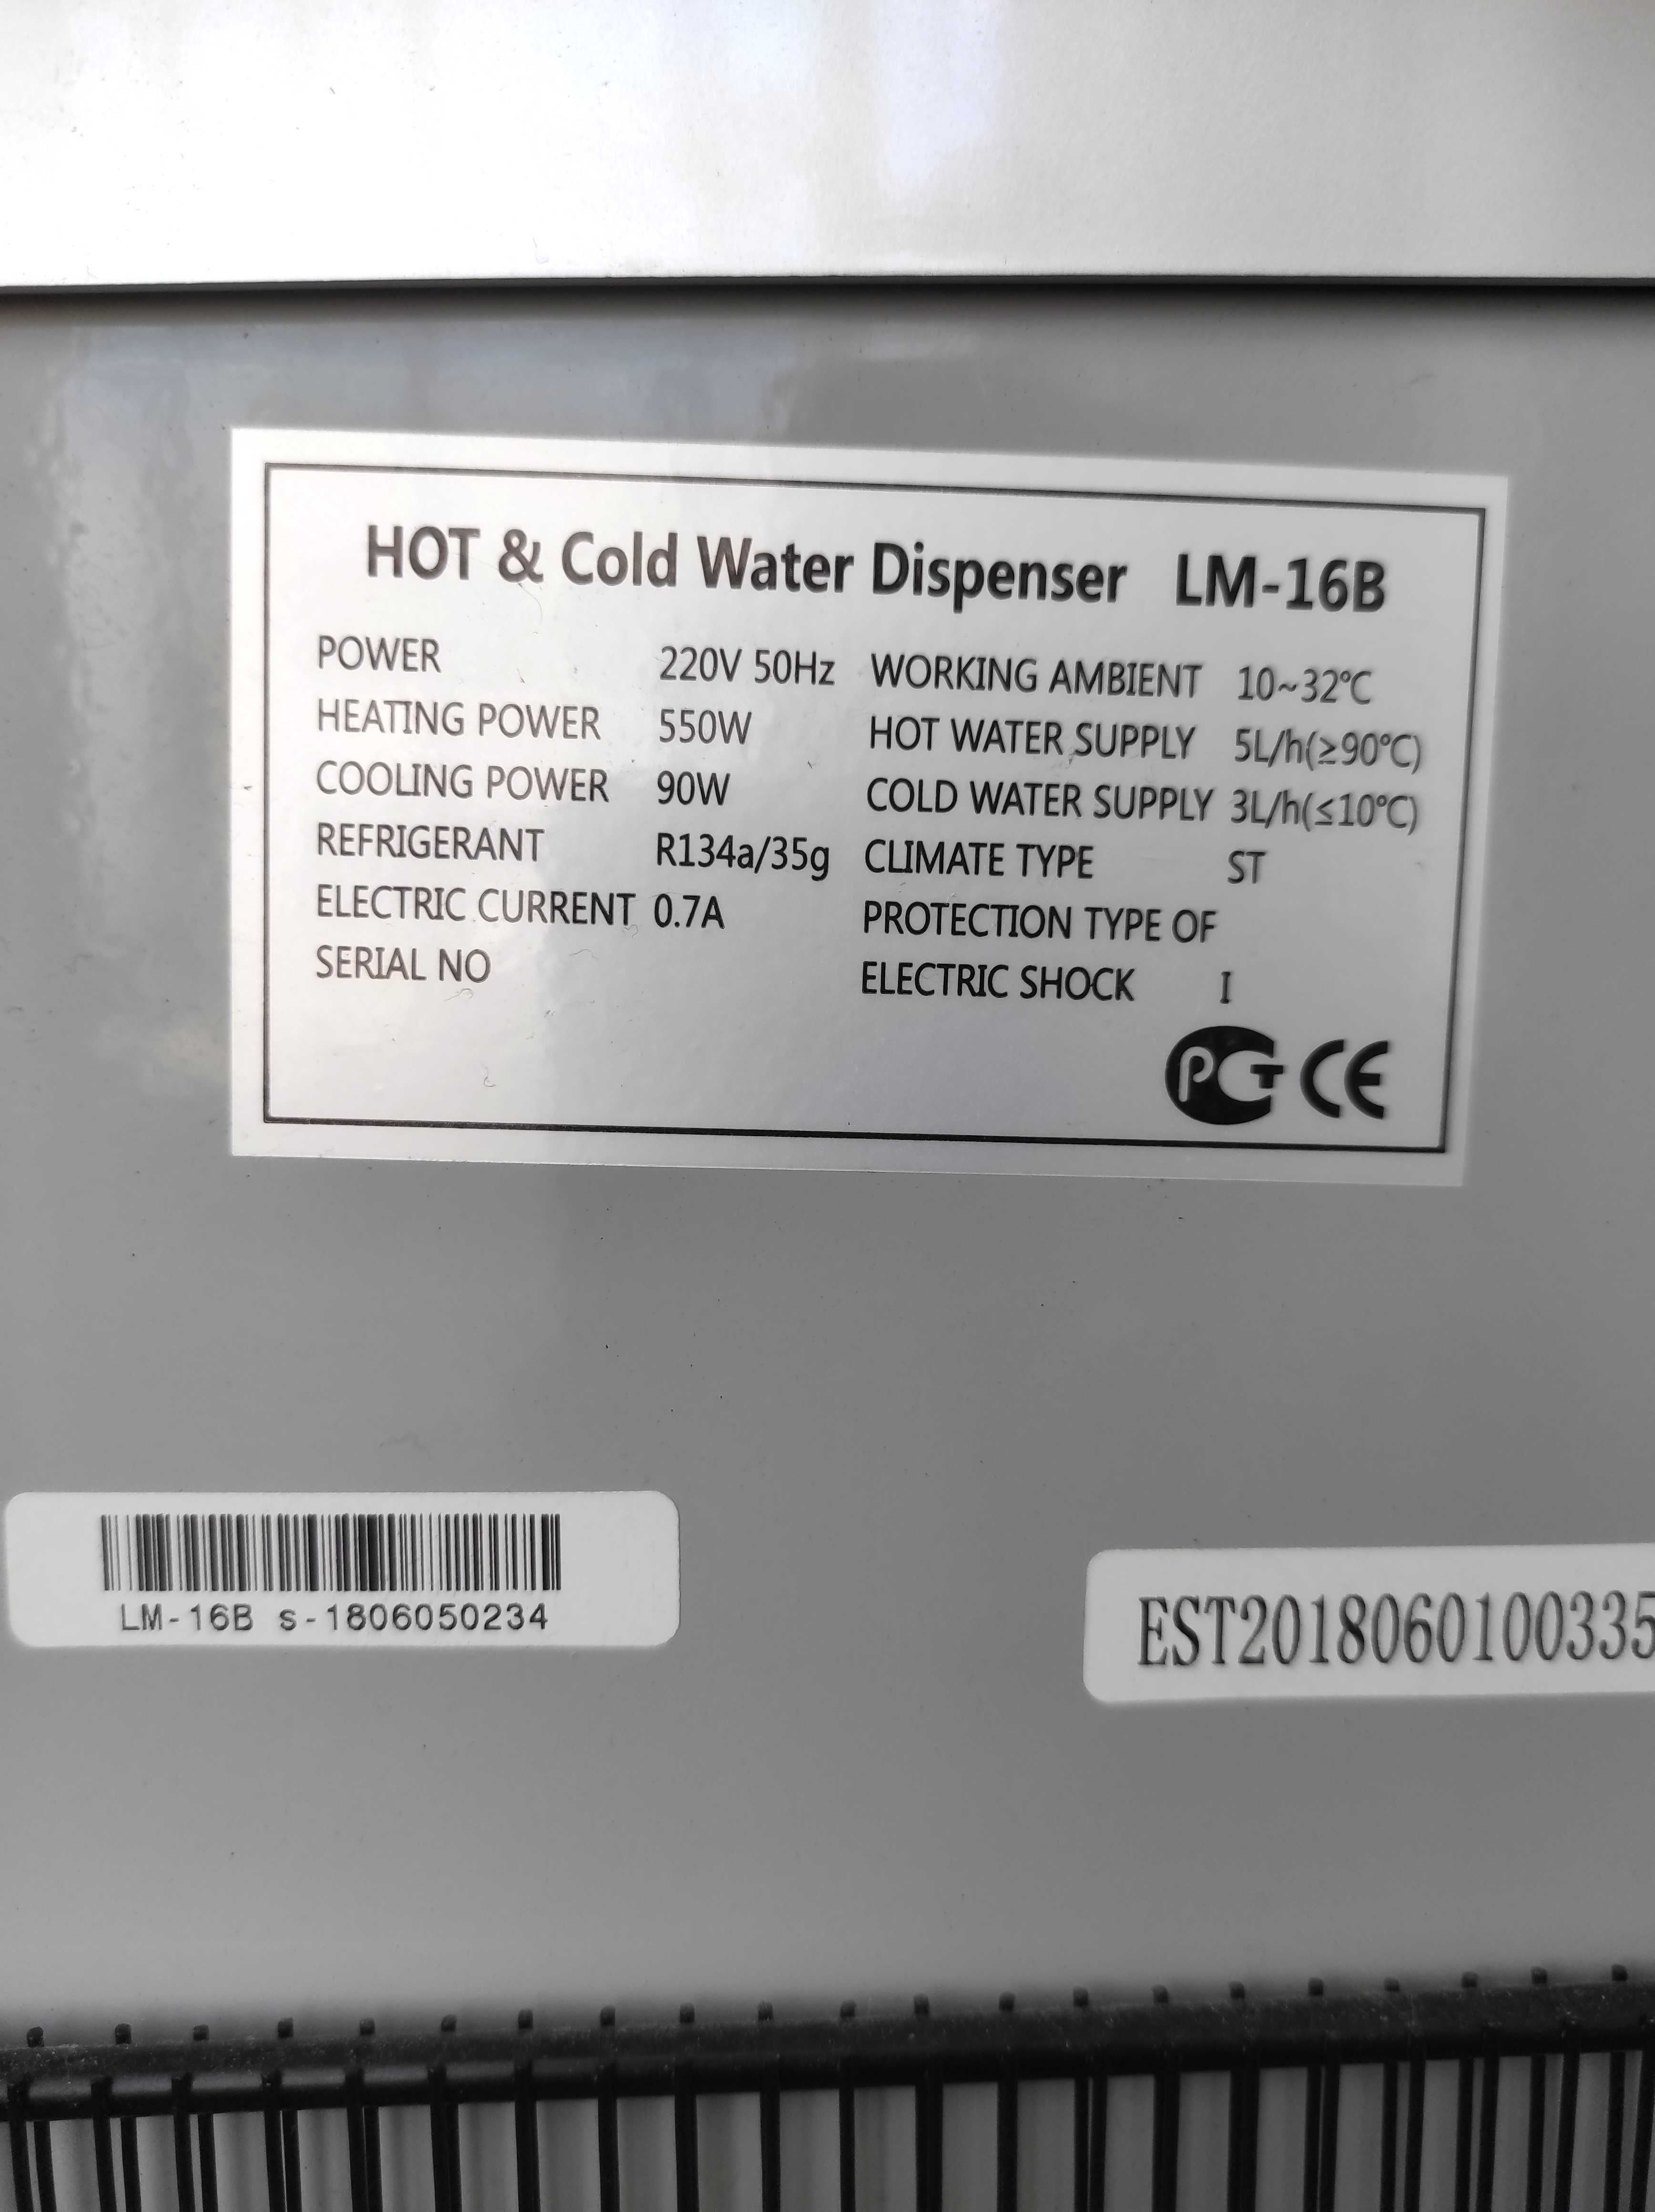 HOT & Cold Water Dispenser LM-16B
POWER 220V 50Hz WORKING AMBIENT 10~32℃
HEATING POWER 550W HOT WATER SUPPLY 5L/h(≥90℃)
COOLING POWER 90W COLD WATER SUPPLY 3L/h(≤10℃)
REFRIGERANT R134a/35g CLIMATE TYPE ST
ELECTRIC CURRENT 0.7A PROTECTION TYPE OF
SERIAL NO ELECTRIC SHOCK I
PCT CE
LM-16B s-1806050234
EST2018060100335